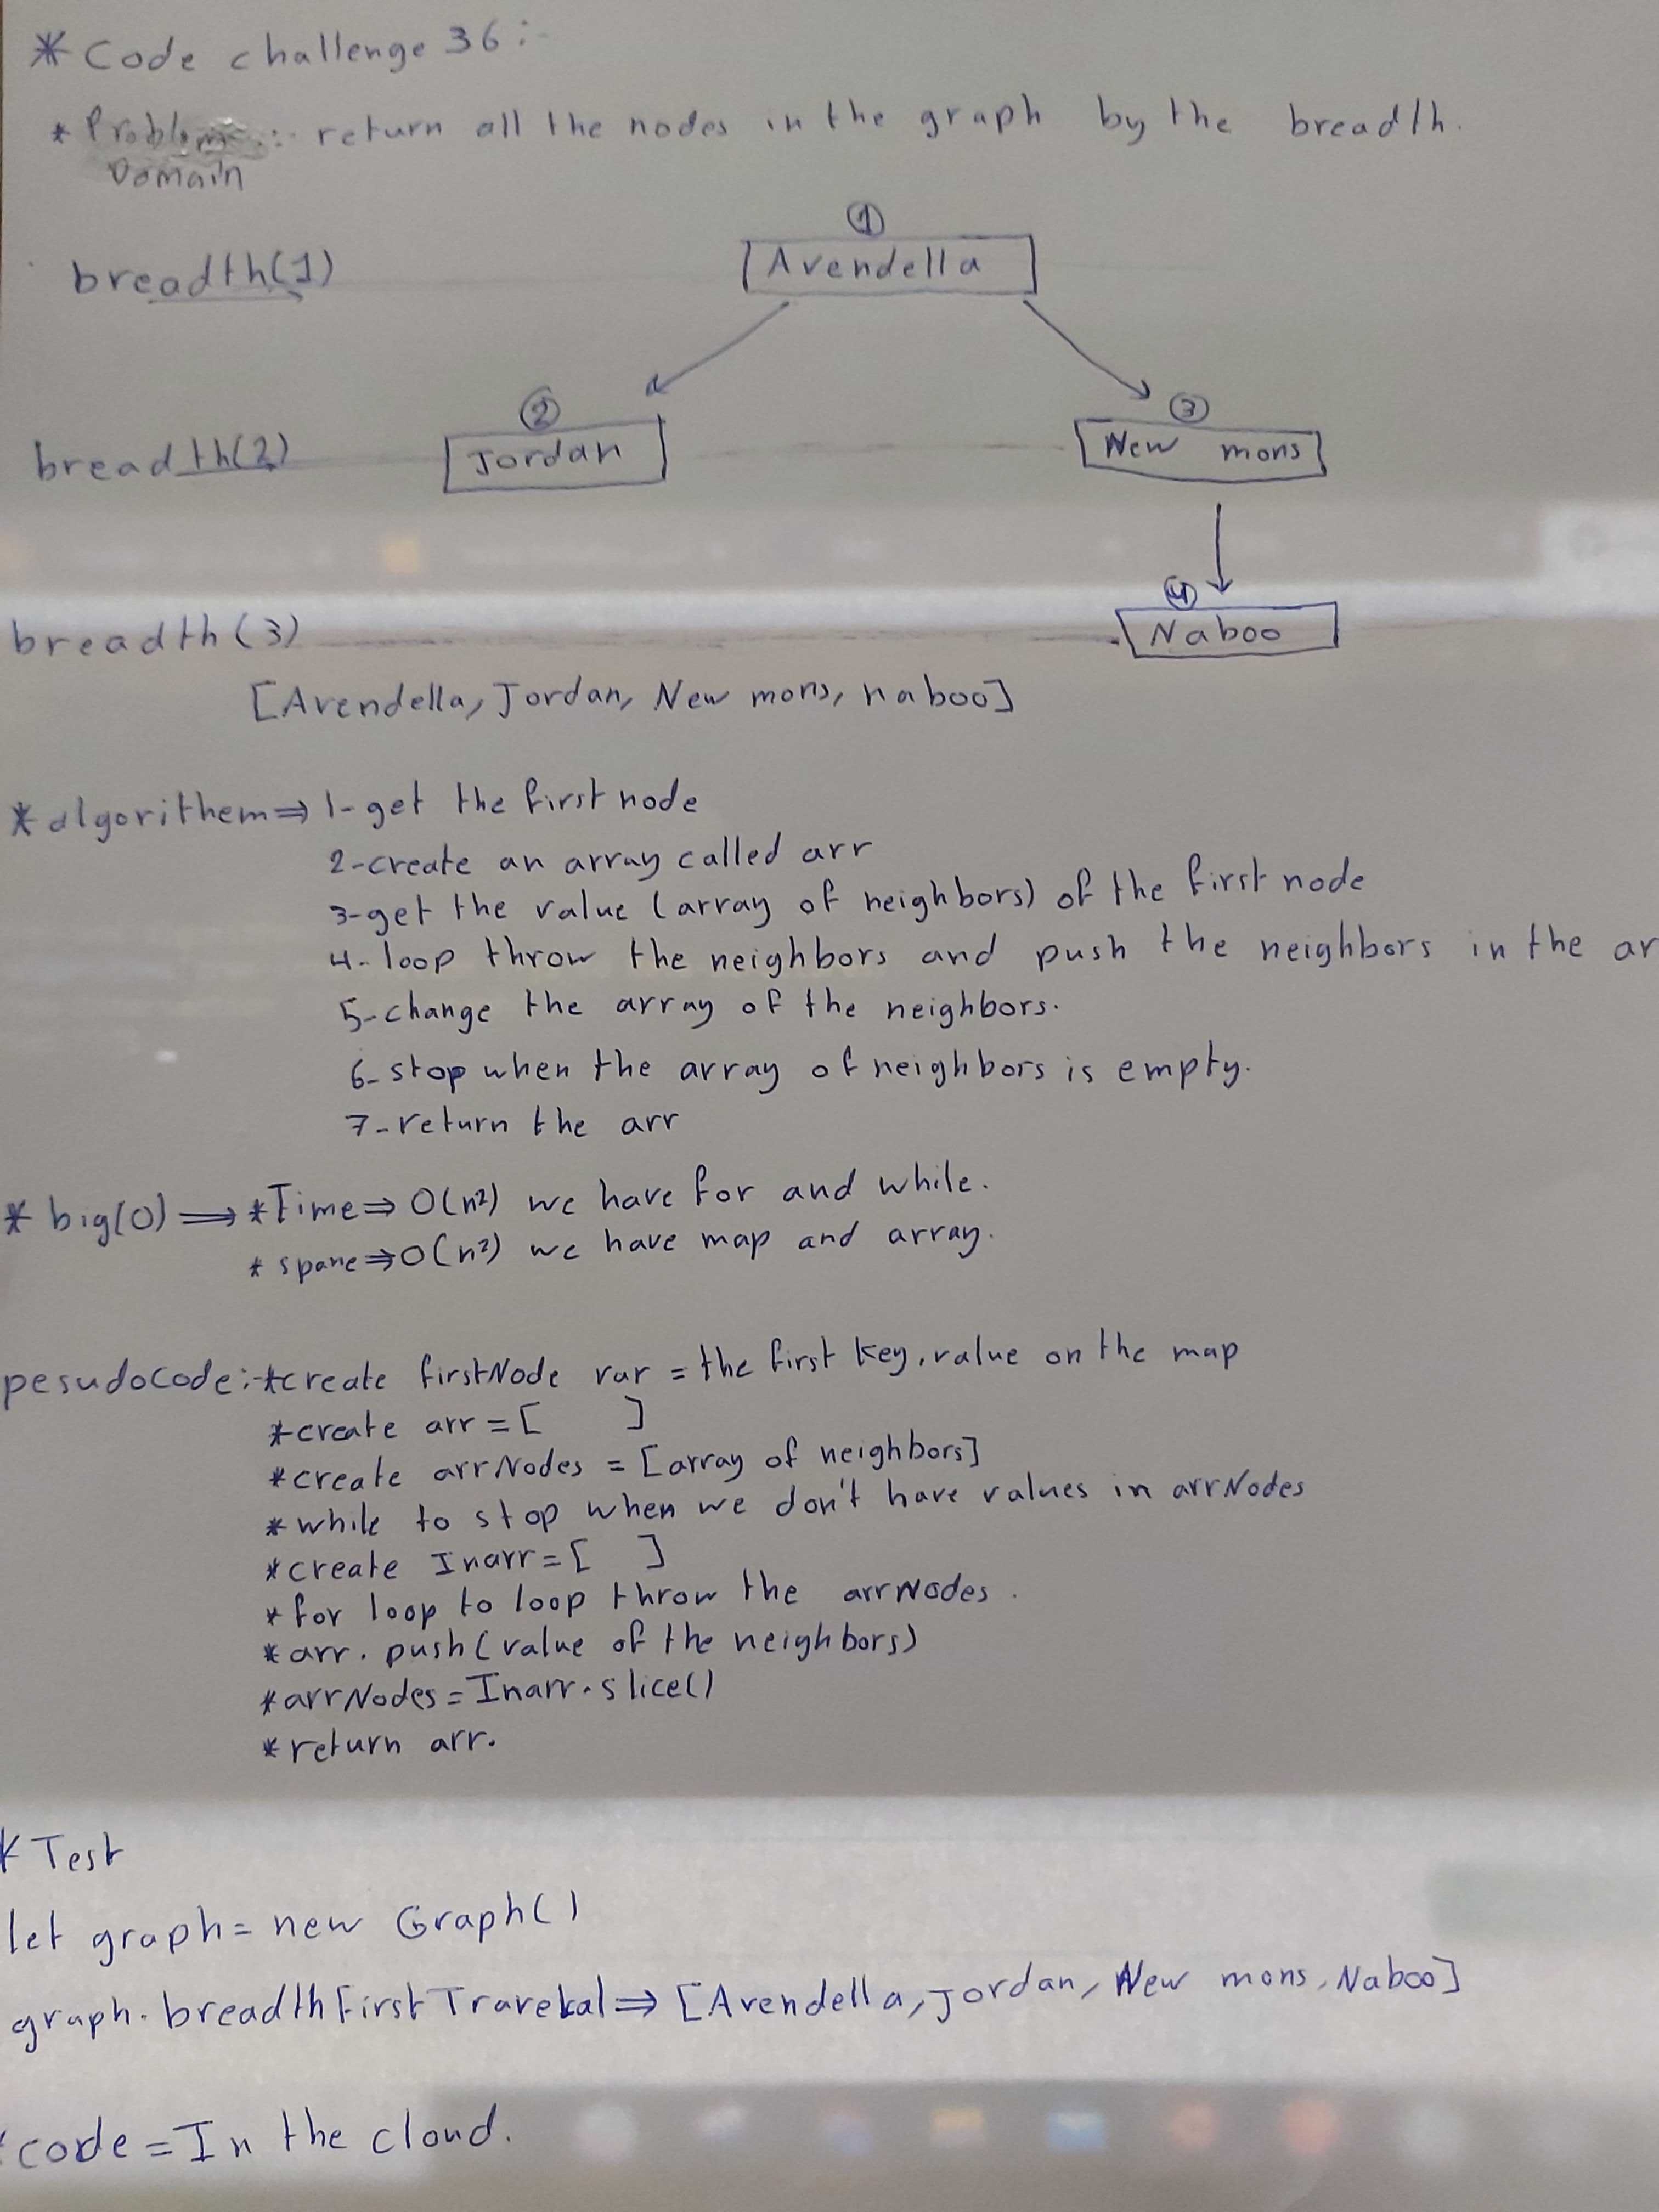 * Code challenge 36:-
* Problem :- return all the nodes in the graph by the breadth.
Domain
1
breadth(1) Avendella
2 3
breadth(2) Jordan New mons
4
breadth(3) Naboo
[Avendella, Jordan, New mons, naboo]
* algorithem⇒ 1-get the first node
2-create an array called arr
3-get the value (array of neighbors) of the first node
4-loop throw the neighbors and push the neighbors in the ar
5-change the array of the neighbors.
6-stop when the array of neighbors is empty.
7-return the arr
* big(O) ⟹ *Time⇒ O(n²) we have for and while.
* spane⇒O(n²) we have map and array.
pesudocode:-*create firstNode var = the first key, value on the map
*create arr=[ ]
*create arrNodes = [array of neighbors]
*while to stop when we don't have values in arrNodes
*create Inarr=[ ]
*for loop to loop throw the arrNodes.
*arr.push(value of the neighbors)
*arrNodes=Inarr.slice()
*return arr.
* Test
let graph= new Graph()
graph.breadthFirst ⇒ [Avendella, Jordan, New mons, Naboo]
*code=In the cloud.